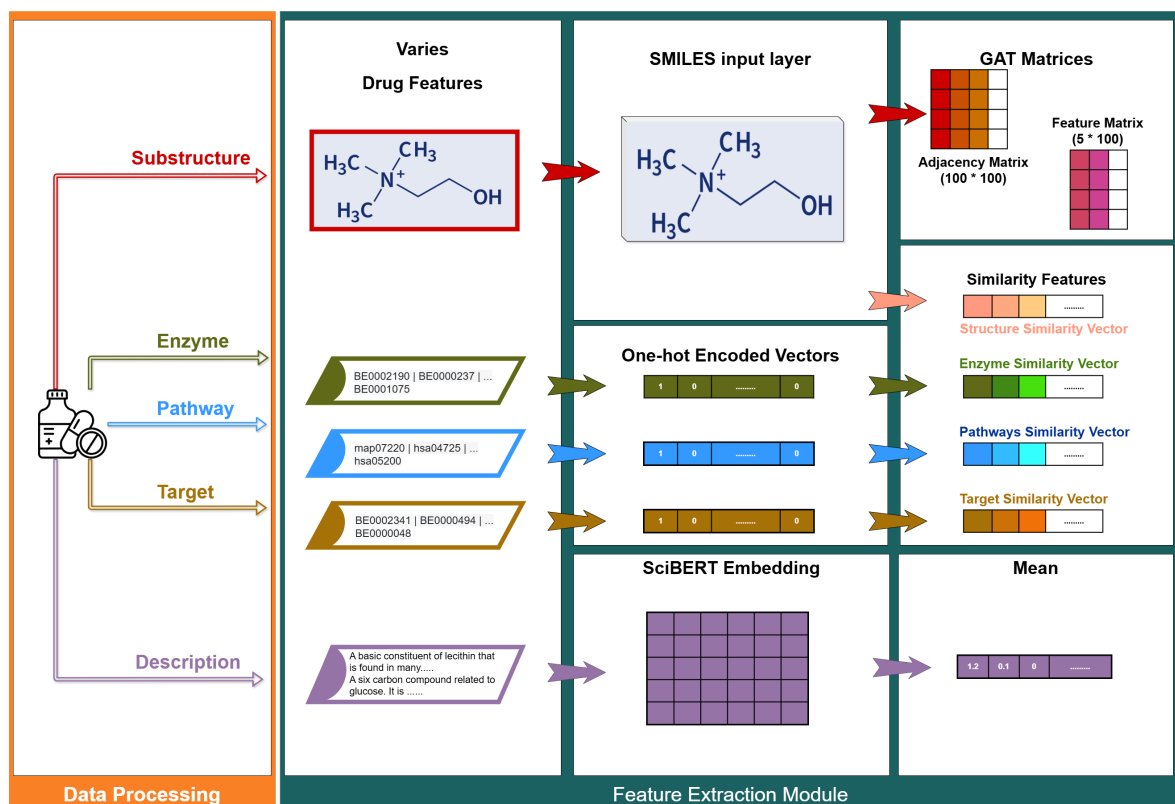 Varies
Drug Features
SMILES input layer
GAT Matrices
Substructure
H₃C
CH₃
N+
H₃C
OH
H₃C
CH₃
N+
H₃C
OH
Adjacency Matrix
(100 * 100)
Feature Matrix
(5 * 100)
Similarity Features
.........
Structure Similarity Vector
Enzyme
BE0002190 | BE0000237 | ...
BE0001075
One-hot Encoded Vectors
1 0 ......... 0
Enzyme Similarity Vector
.........
Pathway
map07220 | hsa04725 | ...
hsa05200
1 0 ......... 0
Pathways Similarity Vector
.........
Target
BE0002341 | BE0000494 | ...
BE0000048
1 0 ......... 0
Target Similarity Vector
.........
SciBERT Embedding
Mean
Description
A basic constituent of lecithin that
is found in many.....
A six carbon compound related to
glucose. It is ......
1.2 0.1 0 .........
Data Processing
Feature Extraction Module